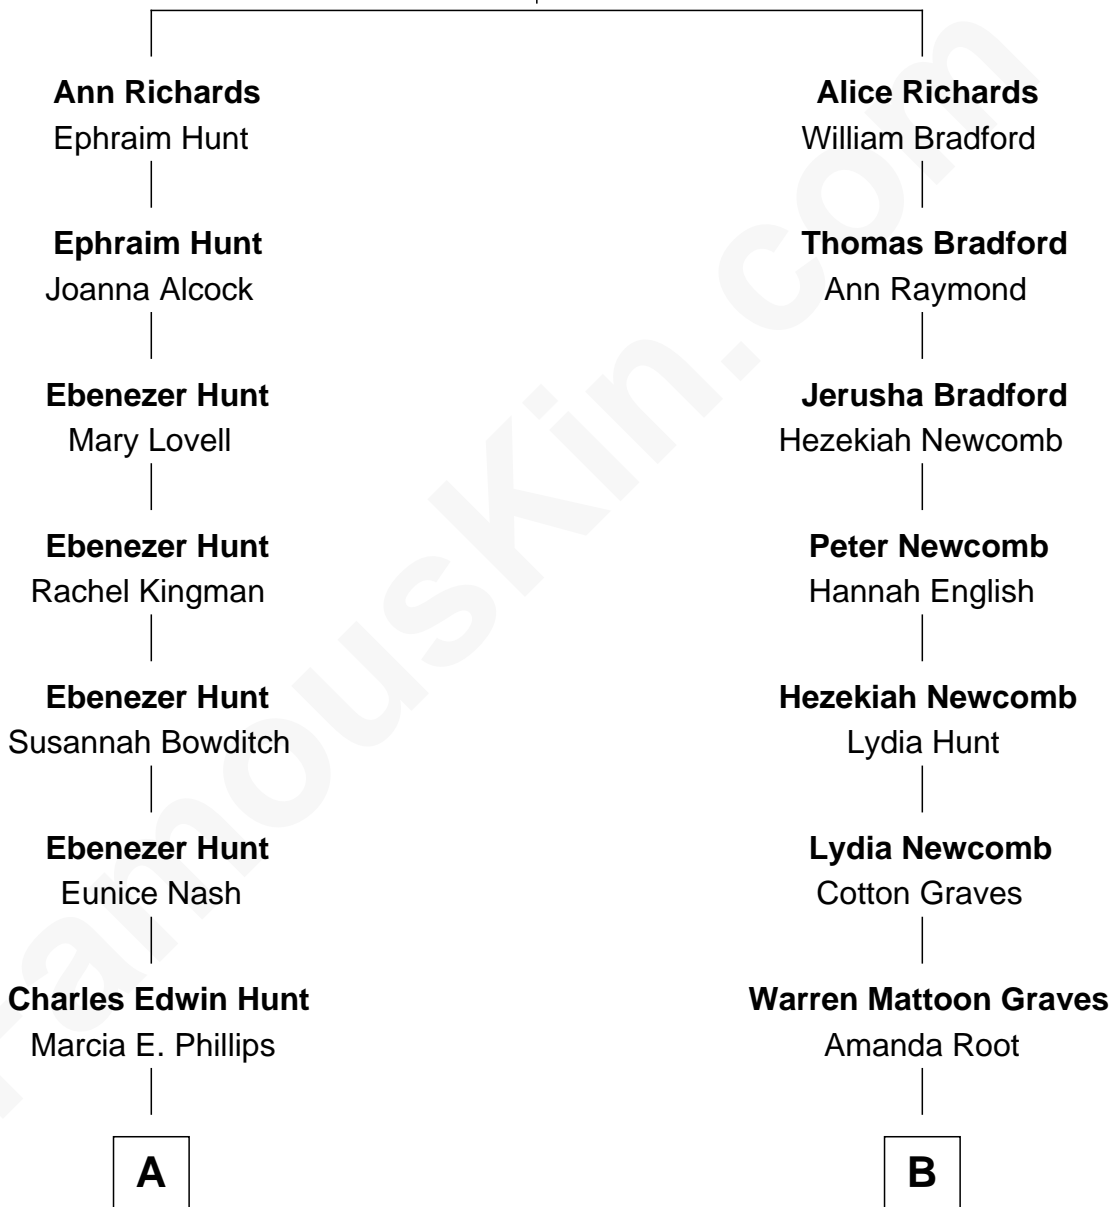 Ann Richards
Ephraim Hunt
Ephraim Hunt
Joanna Alcock
Ebenezer Hunt
Mary Lovell
Ebenezer Hunt
Rachel Kingman
Ebenezer Hunt
Susannah Bowditch
Ebenezer Hunt
Eunice Nash
Charles Edwin Hunt
Marcia E. Phillips
A
Alice Richards
William Bradford
Thomas Bradford
Ann Raymond
Jerusha Bradford
Hezekiah Newcomb
Peter Newcomb
Hannah English
Hezekiah Newcomb
Lydia Hunt
Lydia Newcomb
Cotton Graves
Warren Mattoon Graves
Amanda Root
B
FamousKin.com